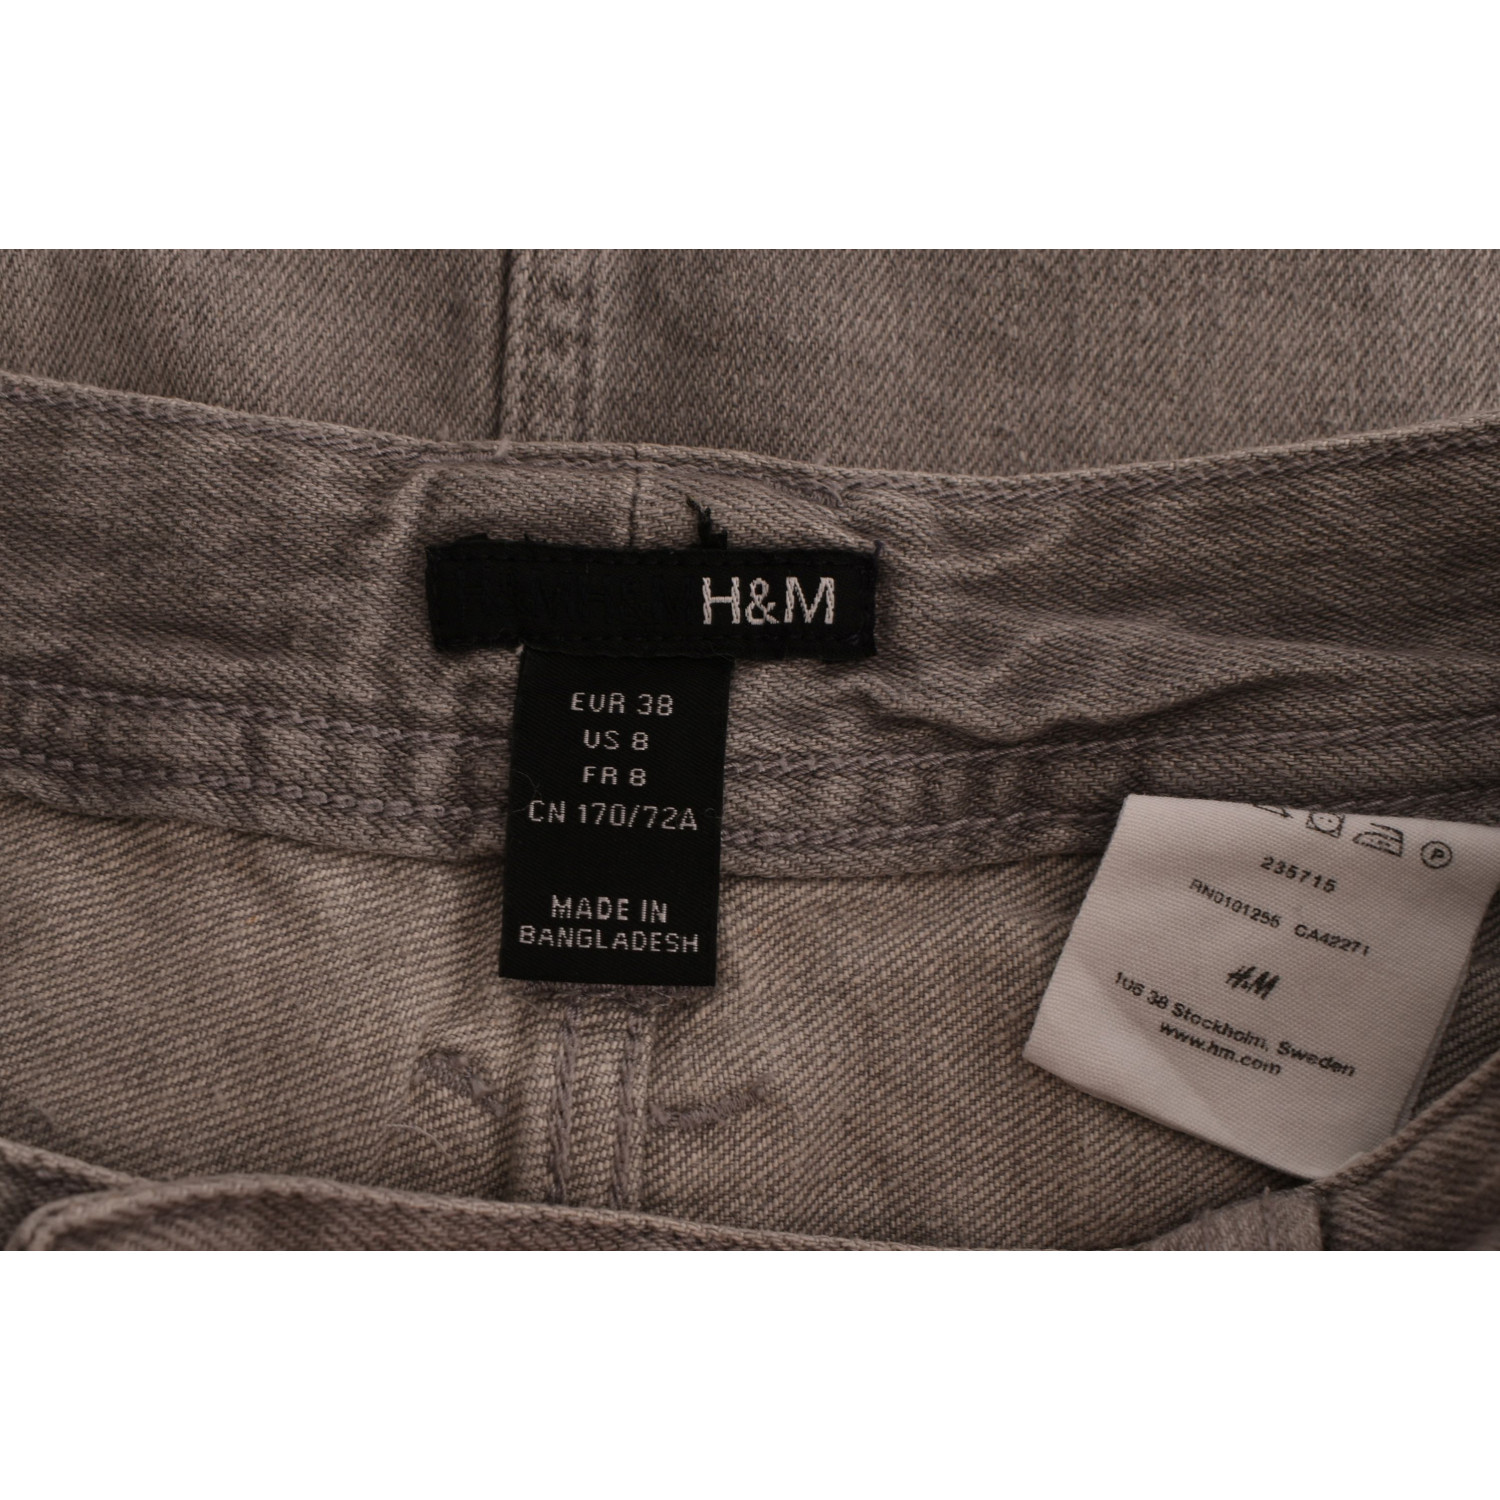 H&M
EUR 38
US 8
FR 8
CN 170/72A
MADE IN
BANGLADESH
P
235715
RN0101255 CA42271
H&M
106 38 Stockholm, Sweden
www.hm.com